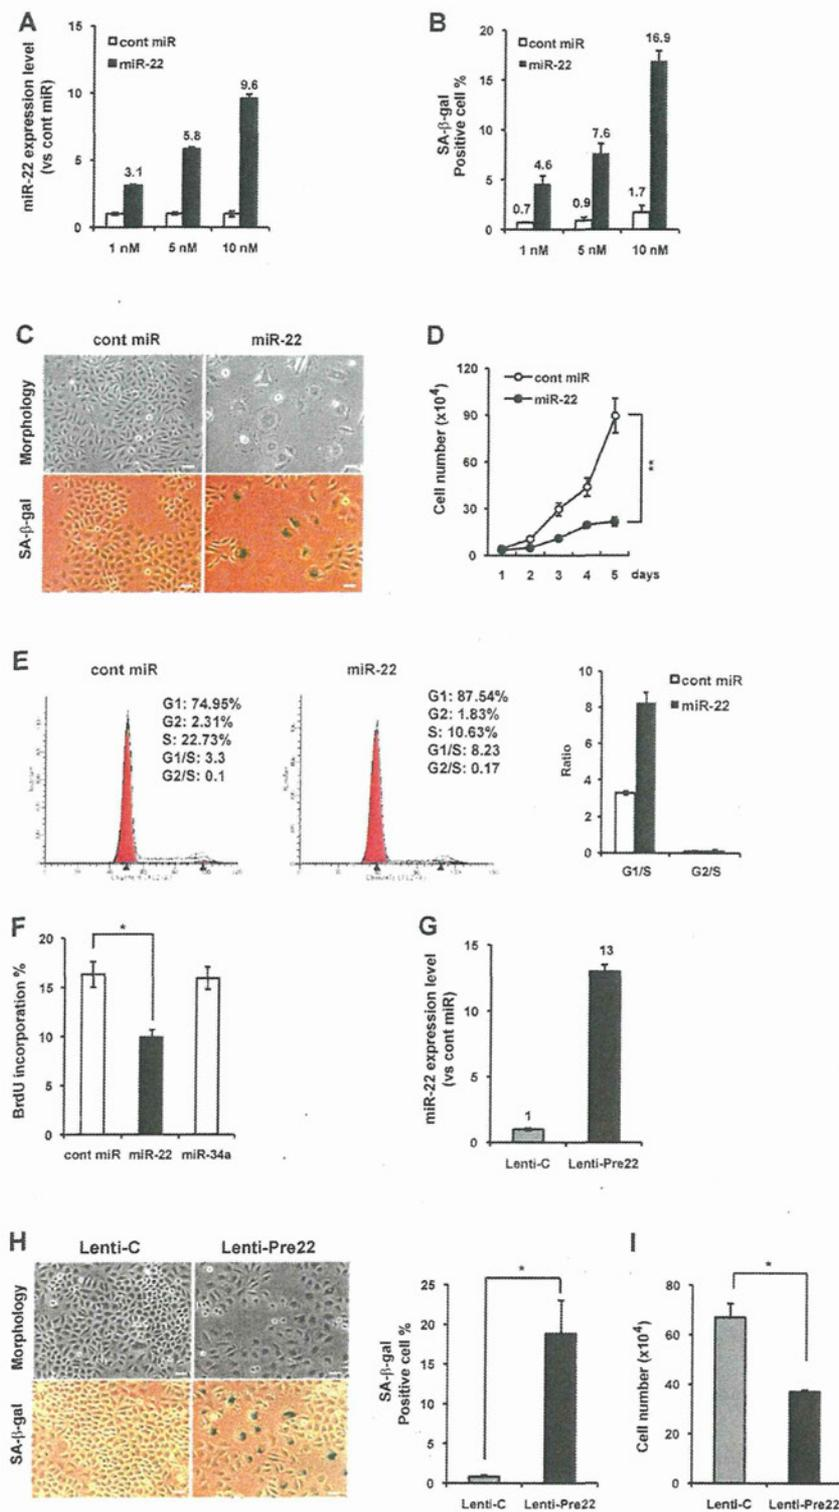 A
miR-22 expression level
(vs cont miR)
15
10
5
0
cont miR
miR-22
3.1
5.8
9.6
1 nM
5 nM
10 nM
B
SA-β-gal
Positive cell %
20
15
10
5
0
cont miR
miR-22
0.7
4.6
0.9
7.6
1.7
16.9
1 nM
5 nM
10 nM
C
cont miR
miR-22
Morphology
SA-β-gal
D
Cell number (x10⁴)
120
90
60
30
0
cont miR
miR-22
**
1
2
3
4
5
days
E
cont miR
G1: 74.95%
G2: 2.31%
S: 22.73%
G1/S: 3.3
G2/S: 0.1
miR-22
G1: 87.54%
G2: 1.83%
S: 10.63%
G1/S: 8.23
G2/S: 0.17
Ratio
10
8
6
4
2
0
cont miR
miR-22
G1/S
G2/S
F
BrdU incorporation %
20
15
10
5
0
*
cont miR
miR-22
miR-34a
G
miR-22 expression level
(vs cont miR)
15
10
5
0
1
13
Lenti-C
Lenti-Pre22
H
Lenti-C
Lenti-Pre22
Morphology
SA-β-gal
SA-β-gal
Positive cell %
25
20
15
10
5
0
*
Lenti-C
Lenti-Pre22
I
Cell number (x10⁴)
80
60
40
20
0
*
Lenti-C
Lenti-Pre22